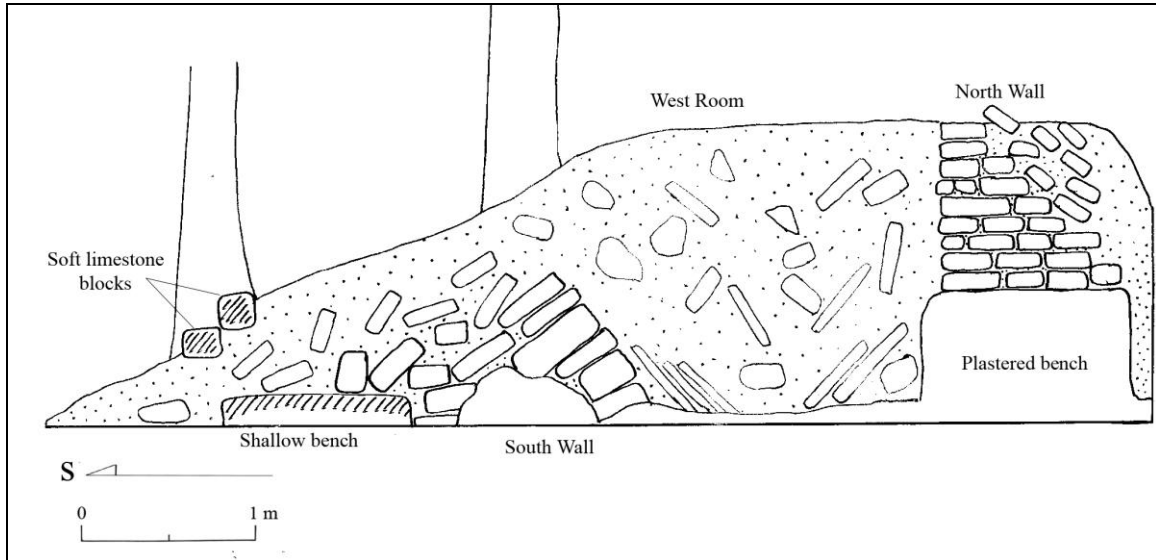 West Room
North Wall
Soft limestone
blocks
Plastered bench
Shallow bench
South Wall
S
0
1 m